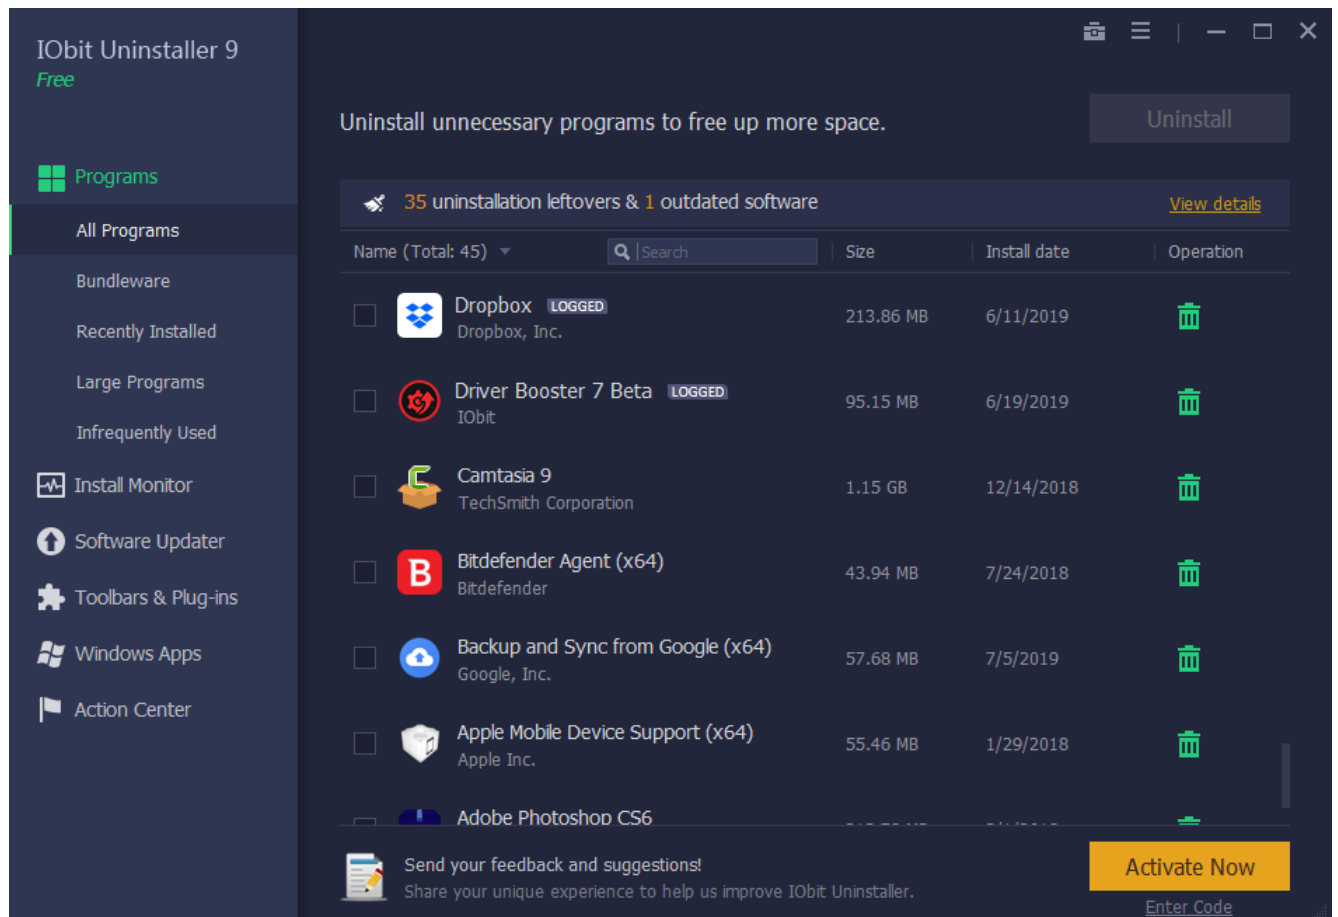 IObit Uninstaller 9
Free
Uninstall unnecessary programs to free up more space.
Uninstall
Programs
All Programs
Bundleware
Recently Installed
Large Programs
Infrequently Used
Install Monitor
Software Updater
Toolbars & Plug-ins
Windows Apps
Action Center
35 uninstallation leftovers & 1 outdated software
View details
Name (Total: 45) Search Size Install date Operation
Dropbox LOGGED
Dropbox, Inc.
213.86 MB 6/11/2019
Driver Booster 7 Beta LOGGED
IObit
95.15 MB 6/19/2019
Camtasia 9
TechSmith Corporation
1.15 GB 12/14/2018
Bitdefender Agent (x64)
Bitdefender
43.94 MB 7/24/2018
Backup and Sync from Google (x64)
Google, Inc.
57.68 MB 7/5/2019
Apple Mobile Device Support (x64)
Apple Inc.
55.46 MB 1/29/2018
Adobe Photoshop CS6
Send your feedback and suggestions!
Share your unique experience to help us improve IObit Uninstaller.
Activate Now
Enter Code